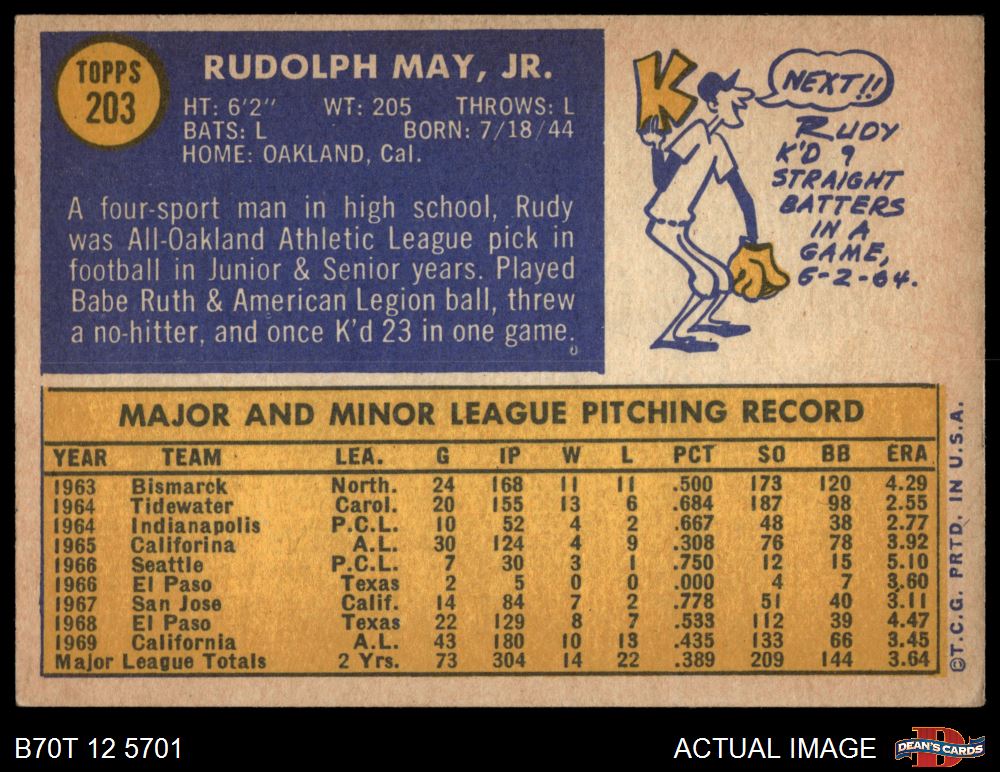 TOPPS
203
RUDOLPH MAY, JR.
HT: 6'2" WT: 205 THROWS: L
BATS: L BORN: 7/18/44
HOME: OAKLAND, Cal.
A four-sport man in high school, Rudy
was All-Oakland Athletic League pick in
football in Junior & Senior years. Played
Babe Ruth & American Legion ball, threw
a no-hitter, and once K'd 23 in one game.
K
NEXT!!
RUDY
K'D 9
STRAIGHT
BATTERS
IN A
GAME,
6-2-64.
MAJOR AND MINOR LEAGUE PITCHING RECORD
YEAR TEAM LEA. G IP W L PCT SO BB ERA
1963 Bismarck North. 24 168 11 11 .500 173 120 4.29
1964 Tidewater Carol. 20 155 13 6 .684 187 98 2.55
1964 Indianapolis P.C.L. 10 52 4 2 .667 48 38 2.77
1965 Califorina A.L. 30 124 4 9 .308 76 78 3.92
1966 Seattle P.C.L. 7 30 3 1 .750 12 15 5.10
1966 El Paso Texas 2 5 0 0 .000 4 7 3.60
1967 San Jose Calif. 14 84 7 2 .778 51 40 3.11
1968 El Paso Texas 22 129 8 7 .533 112 39 4.47
1969 California A.L. 43 180 10 13 .435 133 66 3.45
Major League Totals 2 Yrs. 73 304 14 22 .389 209 144 3.64
©T.C.G. PRTD. IN U.S.A.
B70T 12 5701
ACTUAL IMAGE
D
DEAN'S CARDS